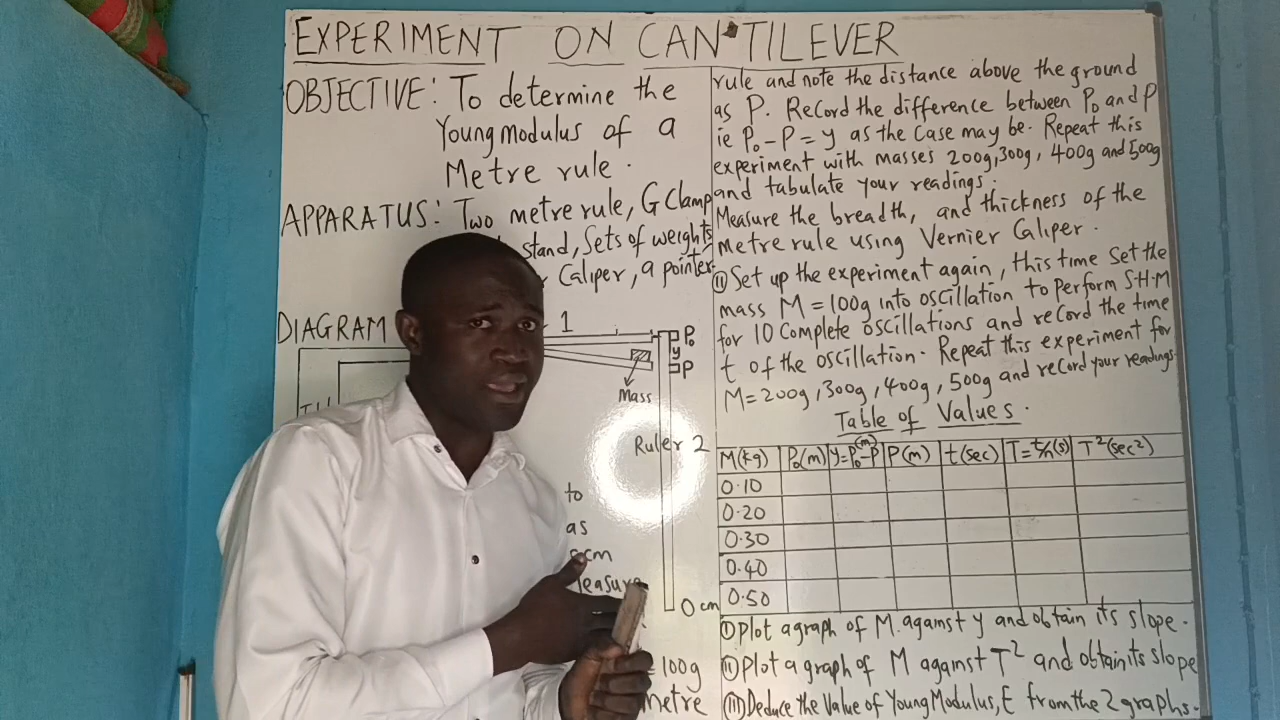 EXPERIMENT ON CANTILEVER
OBJECTIVE: To determine the
Young modulus of a
Metre rule.
APPARATUS: Two metre rule, G Clamp
stand, Sets of weights
Caliper, a pointer
DIAGRAM
1
P₀
y
P
Mass
Ruler 2
to
as
cm
0 cm
100g
metre
rule and note the distance above the ground
as P. Record the difference between P₀ and P
ie P₀-P = y as the case may be. Repeat this
experiment with masses 200g, 300g, 400g and 500g
and tabulate your readings.
Measure the breadth, and thickness of the
metre rule using Vernier Caliper.
(ii) Set up the experiment again, this time set the
mass M = 100g into oscillation to perform S.H.M
for 10 Complete oscillations and record the time
t of the oscillation. Repeat this experiment for
M = 200g, 300g, 400g, 500g and record your readings.
Table of Values.
M(kg) P₀(m) y=P₀-P (m) P(m) t(sec) T=t/n(s) T²(sec²)
0.10
0.20
0.30
0.40
0.50
(i) Plot a graph of M. against y and obtain its slope.
(ii) Plot a graph of M against T² and obtain its slope
(iii) Deduce the Value of Young Modulus, E from the 2 graphs.